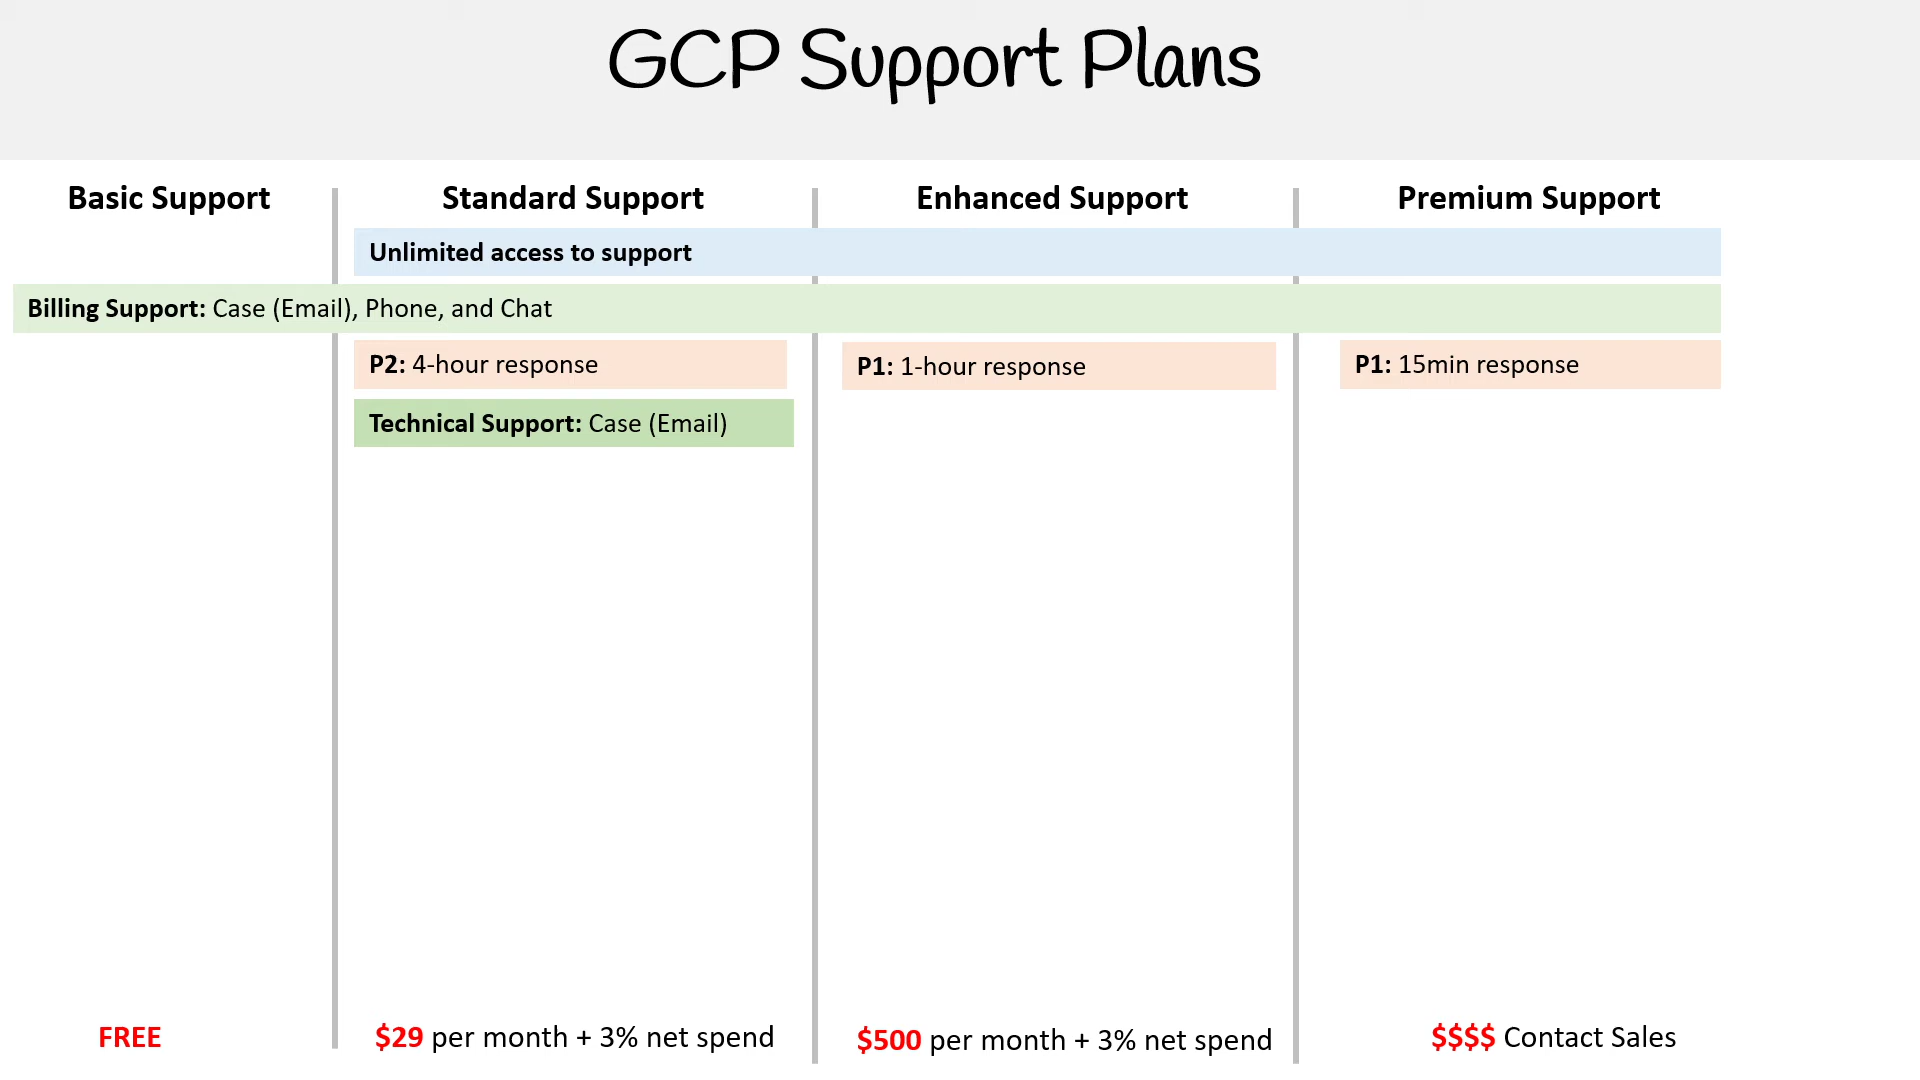 GCP Support Plans
Basic Support
Standard Support
Enhanced Support
Premium Support
Unlimited access to support
Billing Support: Case (Email), Phone, and Chat
P2: 4-hour response
P1: 1-hour response
P1: 15min response
Technical Support: Case (Email)
FREE
$29 per month + 3% net spend
$500 per month + 3% net spend
$$$$ Contact Sales